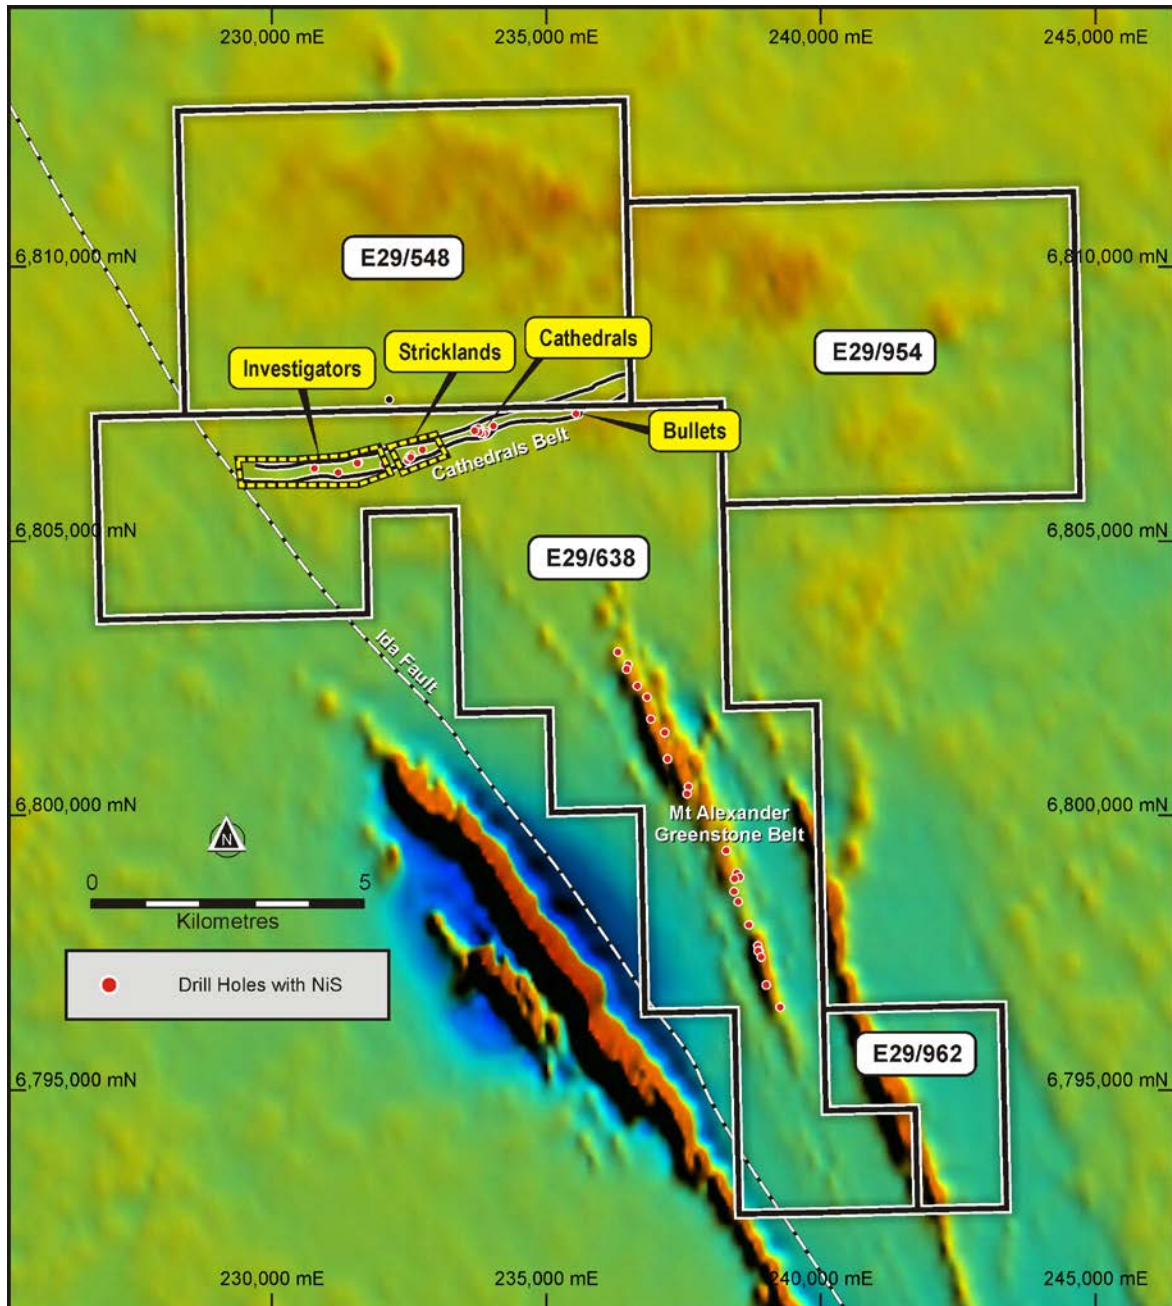 230,000 mE
235,000 mE
240,000 mE
245,000 mE
6,810,000 mN
E29/548
6,810,000 mN
Cathedrals
Stricklands
E29/954
Investigators
Bullets
Cathedrals Belt
6,805,000 mN
E29/638
6,805,000 mN
Ida Fault
6,800,000 mN
Mt Alexander
Greenstone Belt
6,800,000 mN
N
0
5
Kilometres
Drill Holes with NiS
E29/962
6,795,000 mN
6,795,000 mN
230,000 mE
235,000 mE
240,000 mE
245,000 mE